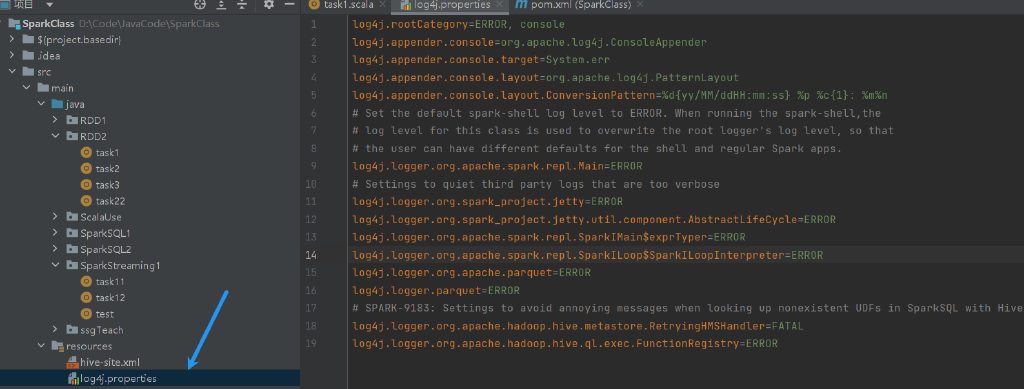 项目
SparkClass D:\Code\JavaCode\SparkClass
${project.basedir}
.idea
src
main
java
RDD1
RDD2
task1
task2
task3
task22
ScalaUse
SparkSQL1
SparkSQL2
SparkStreaming1
task11
task12
test
ssgTeach
resources
hive-site.xml
log4j.properties
task1.scala
log4j.properties
pom.xml (SparkClass)
1 log4j.rootCategory=ERROR, console
2 log4j.appender.console=org.apache.log4j.ConsoleAppender
3 log4j.appender.console.target=System.err
4 log4j.appender.console.layout=org.apache.log4j.PatternLayout
5 log4j.appender.console.layout.ConversionPattern=%d{yy/MM/ddHH:mm:ss} %p %c{1}: %m%n
6 # Set the default spark-shell log level to ERROR. When running the spark-shell,the
7 # log level for this class is used to overwrite the root logger's log level, so that
8 # the user can have different defaults for the shell and regular Spark apps.
9 log4j.logger.org.apache.spark.repl.Main=ERROR
10 # Settings to quiet third party logs that are too verbose
11 log4j.logger.org.spark_project.jetty=ERROR
12 log4j.logger.org.spark_project.jetty.util.component.AbstractLifeCycle=ERROR
13 log4j.logger.org.apache.spark.repl.SparkIMain$exprTyper=ERROR
14 log4j.logger.org.apache.spark.repl.SparkILoop$SparkILoopInterpreter=ERROR
15 log4j.logger.org.apache.parquet=ERROR
16 log4j.logger.parquet=ERROR
17 # SPARK-9183: Settings to avoid annoying messages when looking up nonexistent UDFs in SparkSQL with Hive
18 log4j.logger.org.apache.hadoop.hive.metastore.RetryingHMSHandler=FATAL
19 log4j.logger.org.apache.hadoop.hive.ql.exec.FunctionRegistry=ERROR